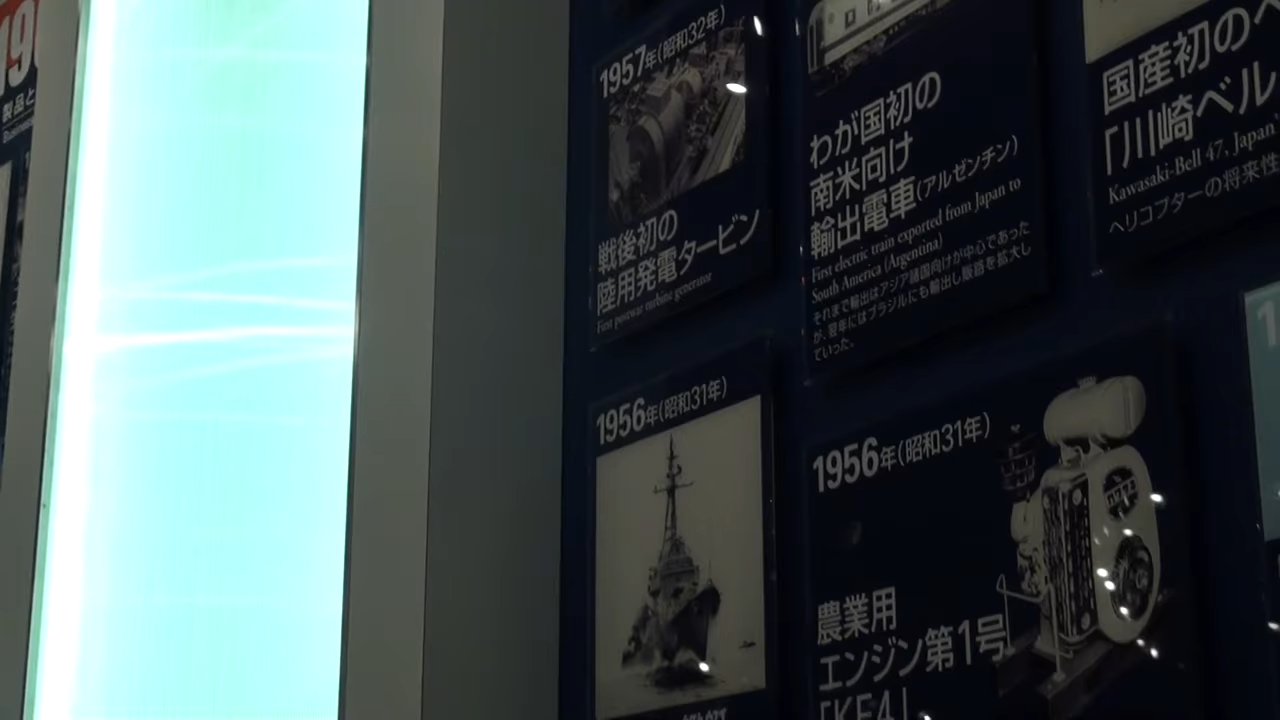 19
製品と
1957年(昭和32年)
戦後初の
陸用発電タービン
First postwar turbine generator
わが国初の
南米向け
輸出電車(アルゼンチン)
First electric train exported from Japan to
South America (Argentina)
それまで輸出はアジア諸国向けが中心であった
が、翌年にはブラジルにも輸出し販路を拡大し
ていった。
国産初のヘ
「川崎ベル
Kawasaki-Bell 47, Japan'
ヘリコプターの将来性
1956年(昭和31年)
1956年(昭和31年)
農業用
エンジン第1号
「KF4」
1